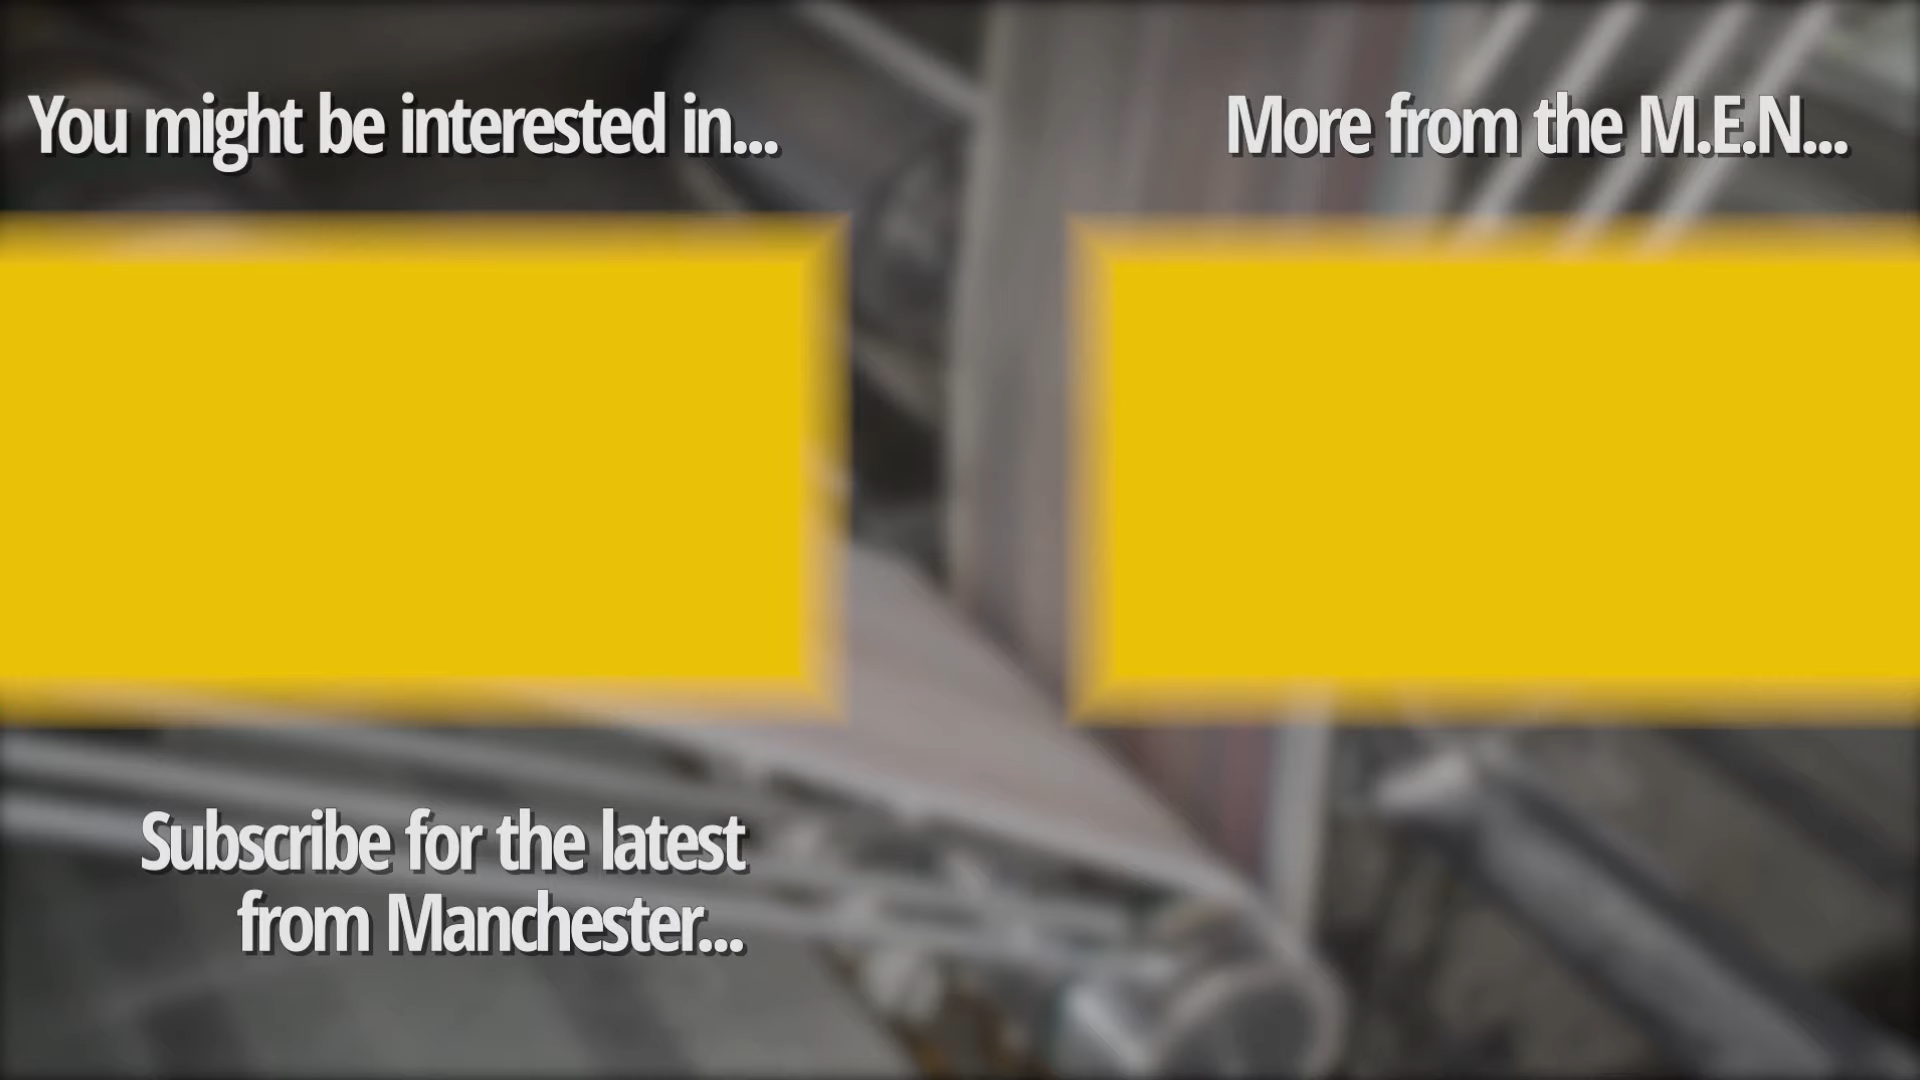 You might be interested in...
More from the M.E.N...
Subscribe for the latest
from Manchester...